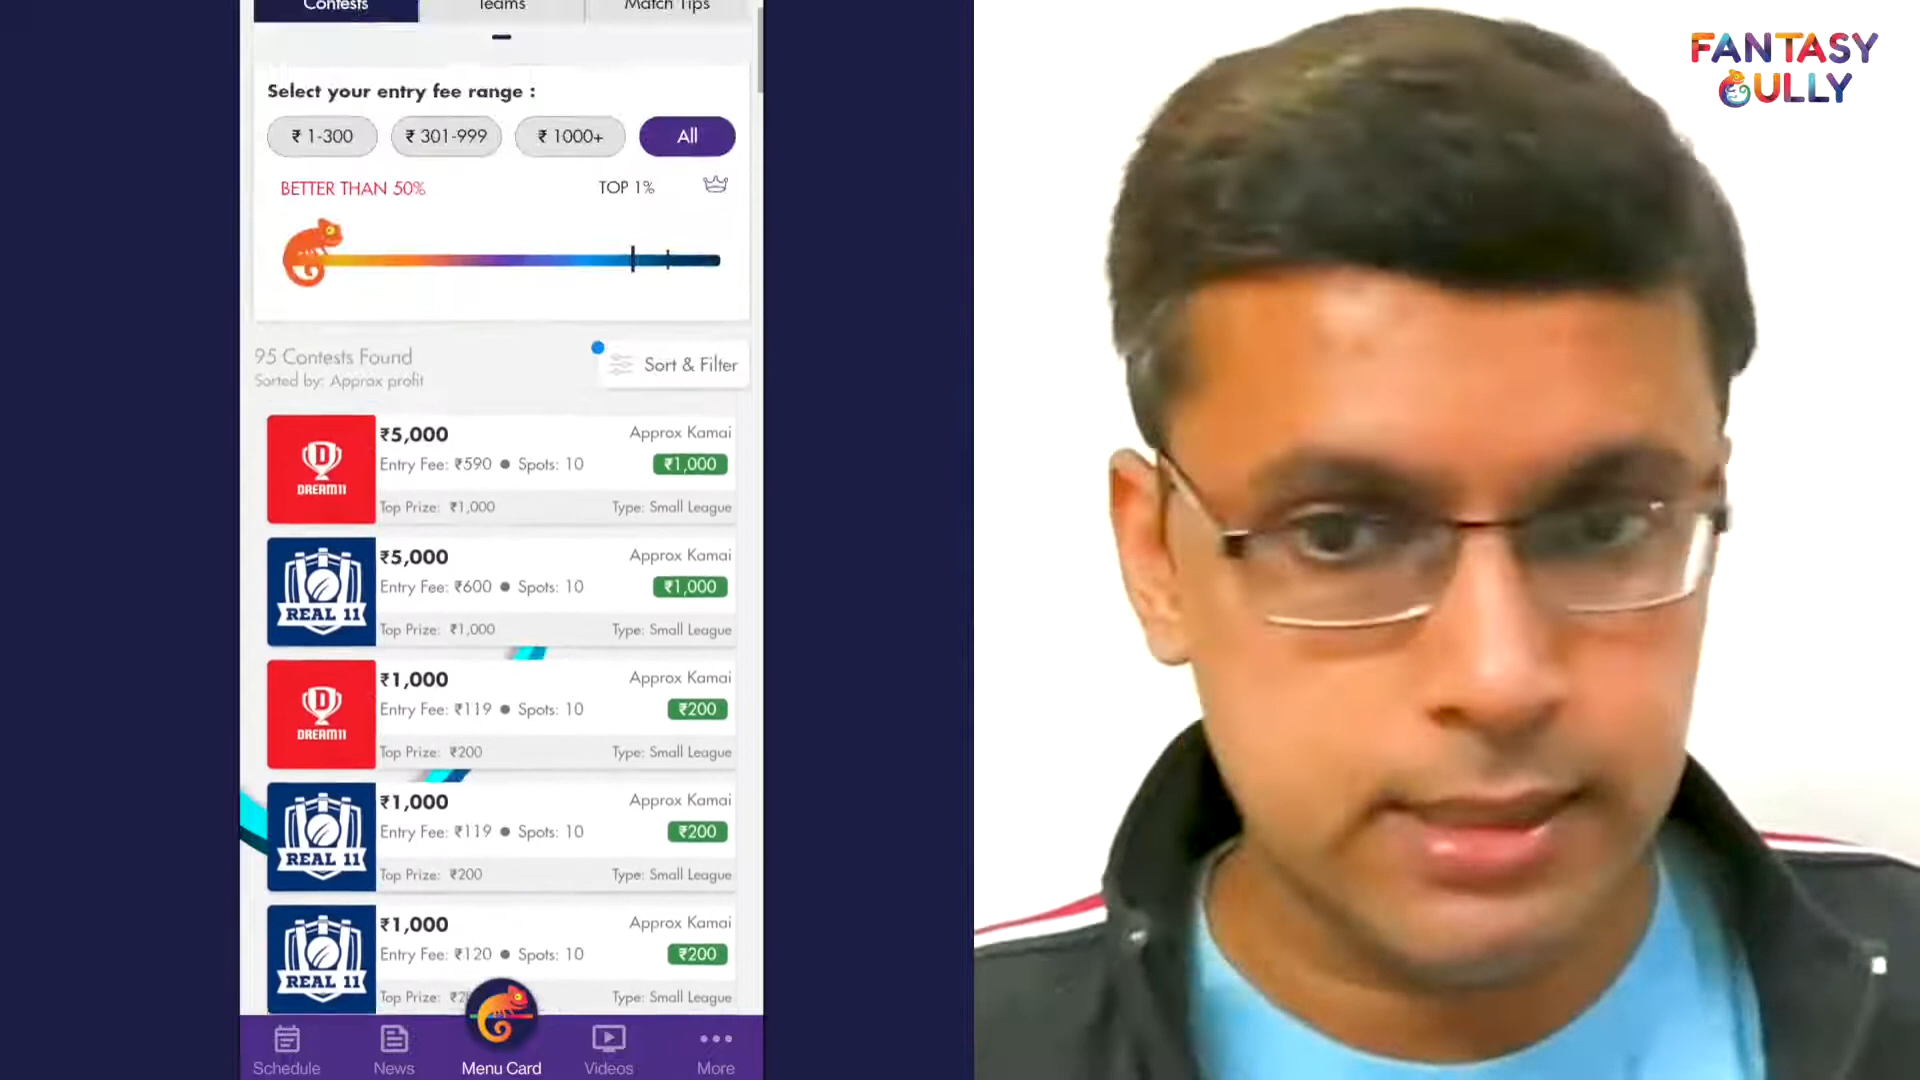 Contests
Teams
Match Tips
FANTASY
GULLY
Select your entry fee range :
₹ 1-300
₹ 301-999
₹ 1000+
All
BETTER THAN 50%
TOP 1%
95 Contests Found
Sorted by: Approx profit
Sort & Filter
D
DREAM11
₹5,000
Approx Kamai
Entry Fee: ₹590 ● Spots: 10
₹1,000
Top Prize: ₹1,000
Type: Small League
REAL 11
₹5,000
Approx Kamai
Entry Fee: ₹600 ● Spots: 10
₹1,000
Top Prize: ₹1,000
Type: Small League
D
DREAM11
₹1,000
Approx Kamai
Entry Fee: ₹119 ● Spots: 10
₹200
Top Prize: ₹200
Type: Small League
REAL 11
₹1,000
Approx Kamai
Entry Fee: ₹119 ● Spots: 10
₹200
Top Prize: ₹200
Type: Small League
REAL 11
₹1,000
Approx Kamai
Entry Fee: ₹120 ● Spots: 10
₹200
Top Prize:
Type: Small League
Schedule
News
Menu Card
Videos
More